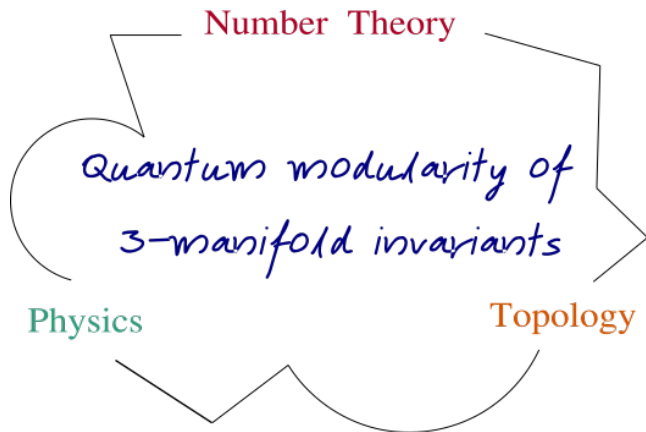 Number Theory
Quantum modularity of
3-manifold invariants
Physics
Topology